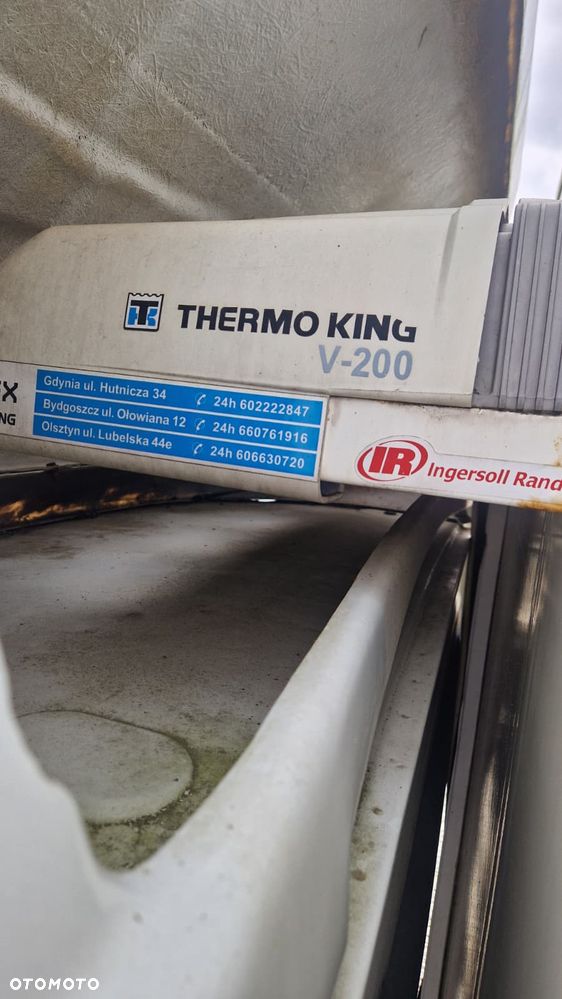 TK
THERMO KING
V-200
Gdynia ul. Hutnicza 34 24h 602222847
Bydgoszcz ul. Ołowiana 12 24h 660761916
Olsztyn ul. Lubelska 44e 24h 606630720
IR Ingersoll Rand
OTOMOTO